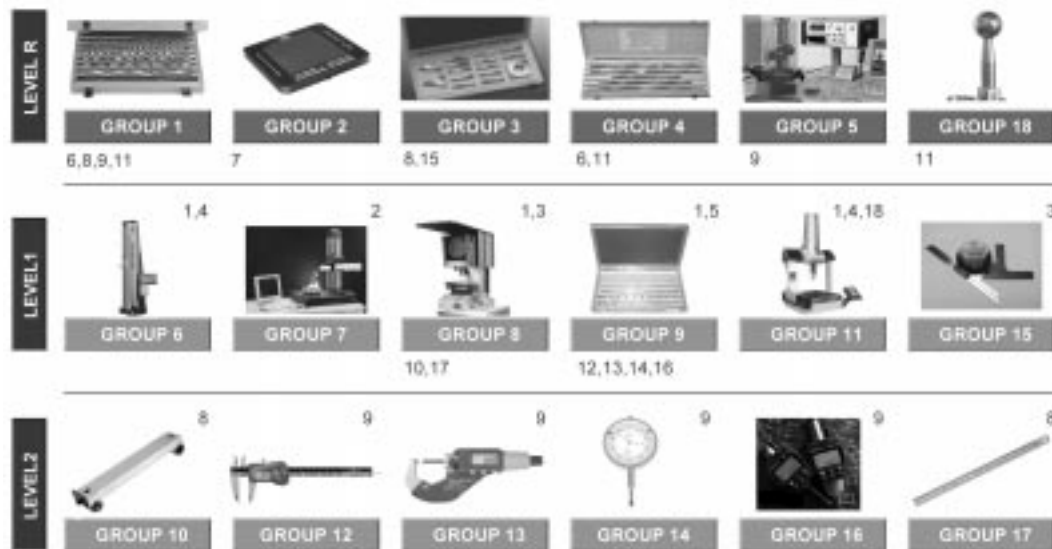 LEVEL R
GROUP 1
GROUP 2
GROUP 3
GROUP 4
GROUP 5
GROUP 18
6,8,9,11
7
8,15
6,11
9
11
LEVEL1
1,4
2
1,3
1,5
1,4,18
3
GROUP 6
GROUP 7
GROUP 8
GROUP 9
GROUP 11
GROUP 15
10,17
12,13,14,16
LEVEL2
8
9
9
9
9
8
GROUP 10
GROUP 12
GROUP 13
GROUP 14
GROUP 16
GROUP 17